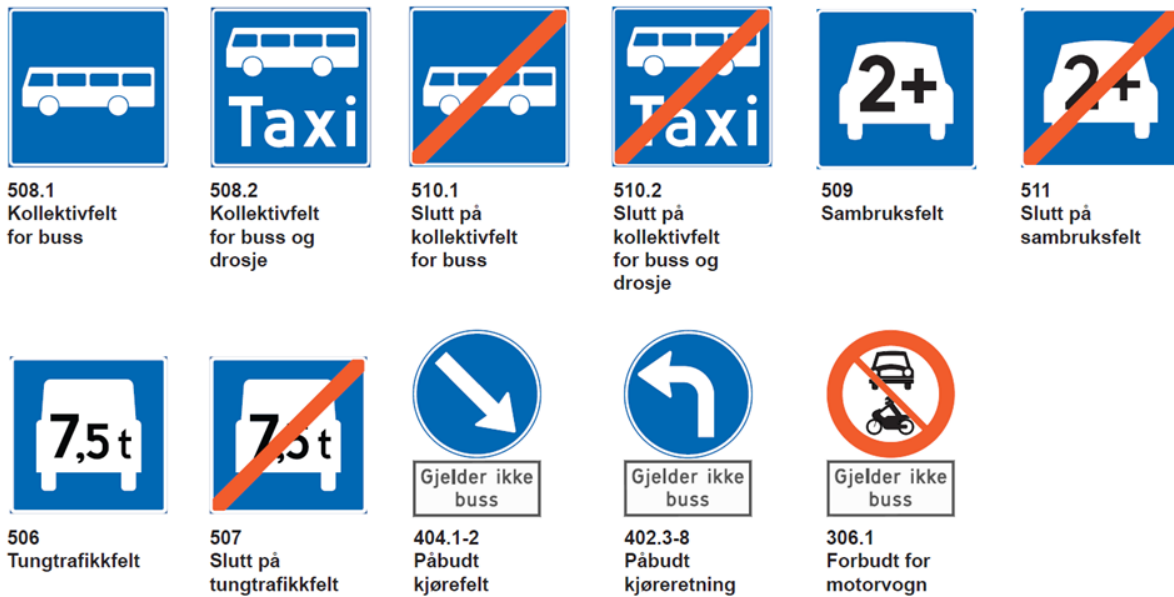 Taxi
Taxi
2+
2+
508.1
Kollektivfelt
for buss
508.2
Kollektivfelt
for buss og
drosje
510.1
Slutt på
kollektivfelt
for buss
510.2
Slutt på
kollektivfelt
for buss og
drosje
509
Sambruksfelt
511
Slutt på
sambruksfelt
7,5 t
7,5 t
Gjelder ikke
buss
Gjelder ikke
buss
Gjelder ikke
buss
506
Tungtrafikkfelt
507
Slutt på
tungtrafikkfelt
404.1-2
Påbudt
kjørefelt
402.3-8
Påbudt
kjøreretning
306.1
Forbudt for
motorvogn